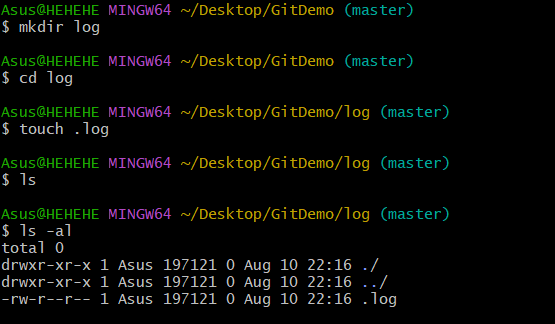 Asus@HEHEHE MINGW64 ~/Desktop/GitDemo (master)
$ mkdir log
Asus@HEHEHE MINGW64 ~/Desktop/GitDemo (master)
$ cd log
Asus@HEHEHE MINGW64 ~/Desktop/GitDemo/log (master)
$ touch .log
Asus@HEHEHE MINGW64 ~/Desktop/GitDemo/log (master)
$ ls
Asus@HEHEHE MINGW64 ~/Desktop/GitDemo/log (master)
$ ls -al
total 0
drwxr-xr-x 1 Asus 197121 0 Aug 10 22:16 ./
drwxr-xr-x 1 Asus 197121 0 Aug 10 22:16 ../
-rw-r--r-- 1 Asus 197121 0 Aug 10 22:16 .log